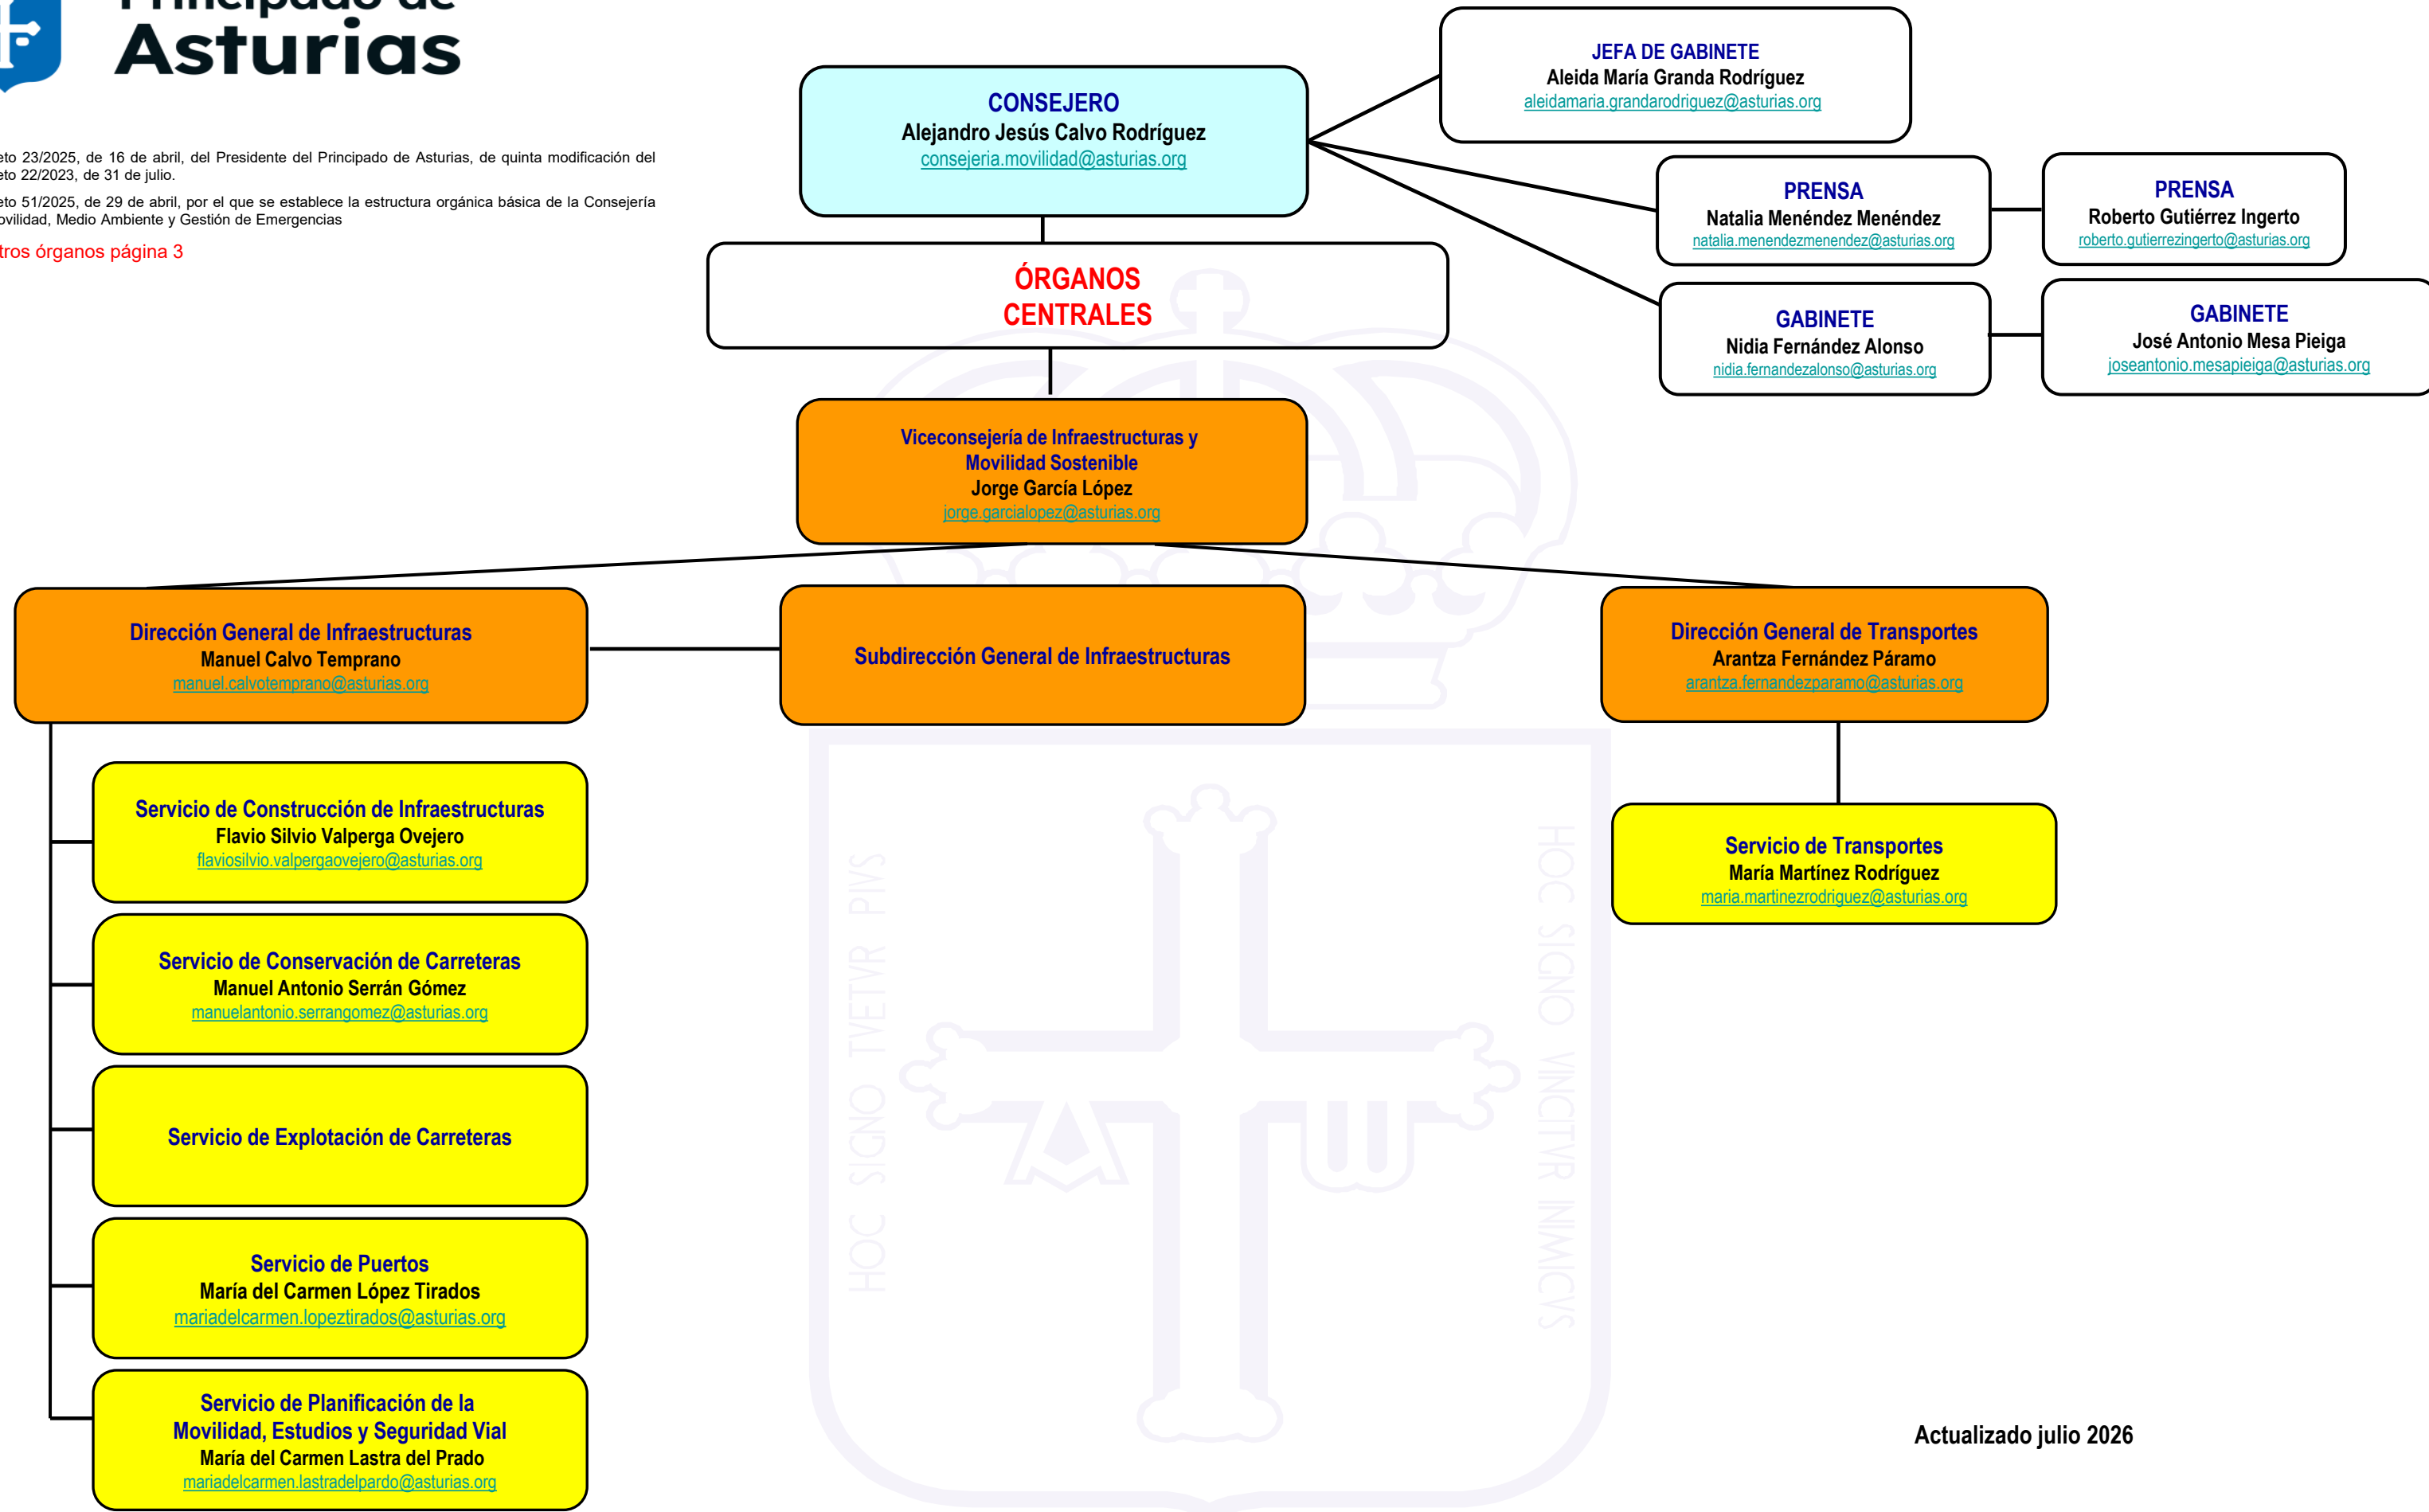 Principado de
Asturias
eto 23/2025, de 16 de abril, del Presidente del Principado de Asturias, de quinta modificación del
eto 22/2023, de 31 de julio.
eto 51/2025, de 29 de abril, por el que se establece la estructura orgánica básica de la Consejería
ovilidad, Medio Ambiente y Gestión de Emergencias
tros órganos página 3
CONSEJERO
Alejandro Jesús Calvo Rodríguez
consejeria.movilidad@asturias.org
JEFA DE GABINETE
Aleida María Granda Rodríguez
aleidamaria.grandarodriguez@asturias.org
PRENSA
Natalia Menéndez Menéndez
natalia.menendezmenendez@asturias.org
PRENSA
Roberto Gutiérrez Ingerto
roberto.gutierrezingerto@asturias.org
GABINETE
Nidia Fernández Alonso
nidia.fernandezalonso@asturias.org
GABINETE
José Antonio Mesa Pieiga
joseantonio.mesapieiga@asturias.org
ÓRGANOS
CENTRALES
Viceconsejería de Infraestructuras y
Movilidad Sostenible
Jorge García López
jorge.garcialopez@asturias.org
Dirección General de Infraestructuras
Manuel Calvo Temprano
manuel.calvotemprano@asturias.org
Subdirección General de Infraestructuras
Dirección General de Transportes
Arantza Fernández Páramo
arantza.fernandezparamo@asturias.org
Servicio de Construcción de Infraestructuras
Flavio Silvio Valperga Ovejero
flaviosilvio.valpergaovejero@asturias.org
Servicio de Transportes
María Martínez Rodríguez
maria.martinezrodriguez@asturias.org
Servicio de Conservación de Carreteras
Manuel Antonio Serrán Gómez
manuelantonio.serrangomez@asturias.org
Servicio de Explotación de Carreteras
Servicio de Puertos
María del Carmen López Tirados
mariadelcarmen.lopeztirados@asturias.org
Servicio de Planificación de la
Movilidad, Estudios y Seguridad Vial
María del Carmen Lastra del Prado
mariadelcarmen.lastradelpardo@asturias.org
HOC SIGNO TVETVR PIVS
HOC SIGNO VINCITVR INIMICVS
Actualizado julio 2026